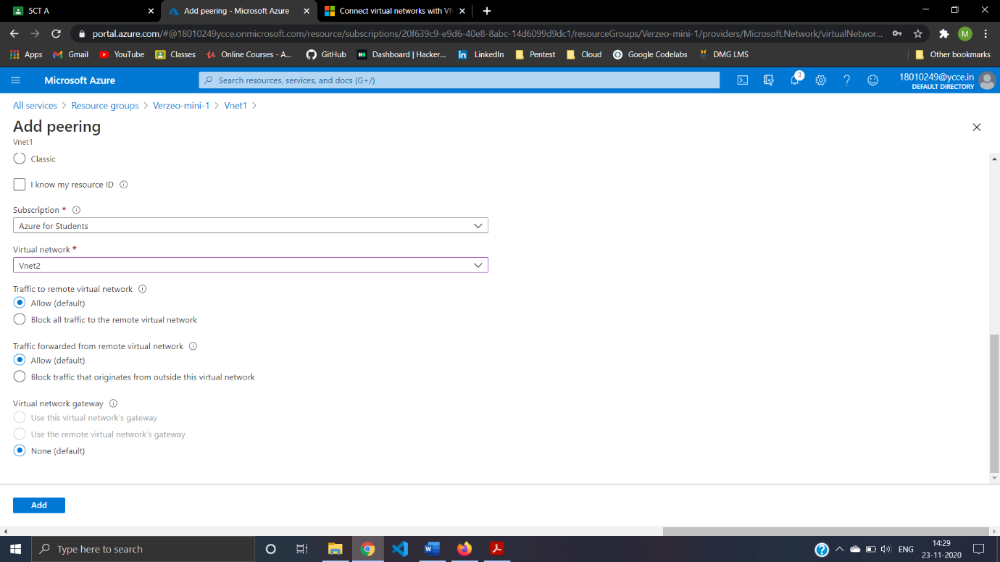 5CT A
Add peering - Microsoft Azure
Connect virtual networks with VN
portal.azure.com/#@18010249ycce.onmicrosoft.com/resource/subscriptions/20f639c9-e9d6-40e8-8abc-14d6099d9dc1/resourceGroups/Verzeo-mini-1/providers/Microsoft.Network/virtualNetwor...
M
Apps
Gmail
YouTube
Classes
Online Courses - A...
GitHub
Dashboard | Hacker...
LinkedIn
Pentest
Cloud
Google Codelabs
DMG LMS
Other bookmarks
Microsoft Azure
Search resources, services, and docs (G+/)
3
18010249@ycce.in
DEFAULT DIRECTORY
All services > Resource groups > Verzeo-mini-1 > Vnet1 >
Add peering
Vnet1
Classic
I know my resource ID
Subscription *
Azure for Students
Virtual network *
Vnet2
Traffic to remote virtual network
Allow (default)
Block all traffic to the remote virtual network
Traffic forwarded from remote virtual network
Allow (default)
Block traffic that originates from outside this virtual network
Virtual network gateway
Use this virtual network's gateway
Use the remote virtual network's gateway
None (default)
Add
Type here to search
ENG
14:29
23-11-2020